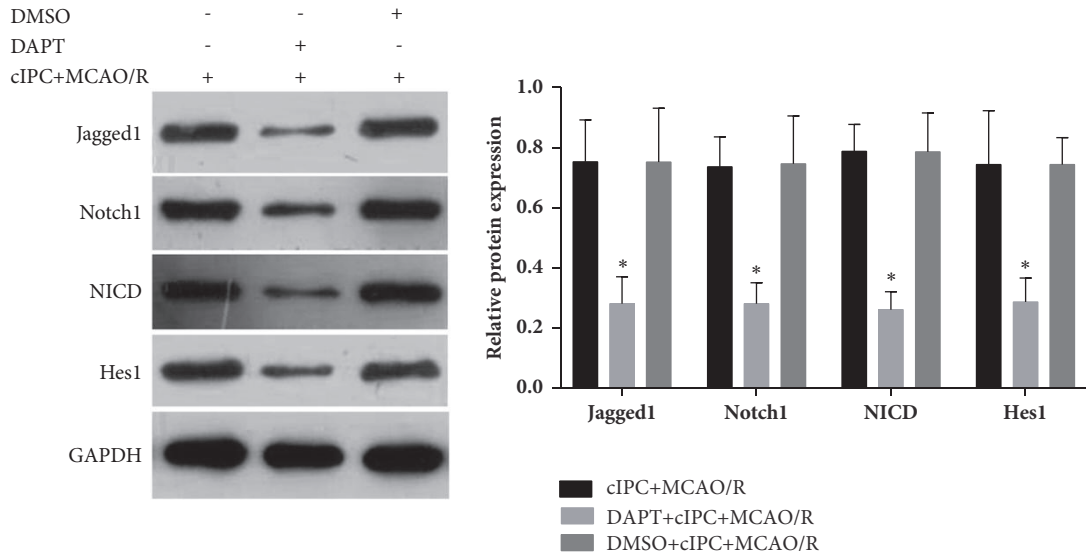 DMSO - - +
DAPT - + -
cIPC+MCAO/R + + +
Jagged1
Notch1
NICD
Hes1
GAPDH
Relative protein expression
1.0
0.8
0.6
0.4
0.2
0.0
* * * *
Jagged1 Notch1 NICD Hes1
cIPC+MCAO/R
DAPT+cIPC+MCAO/R
DMSO+cIPC+MCAO/R